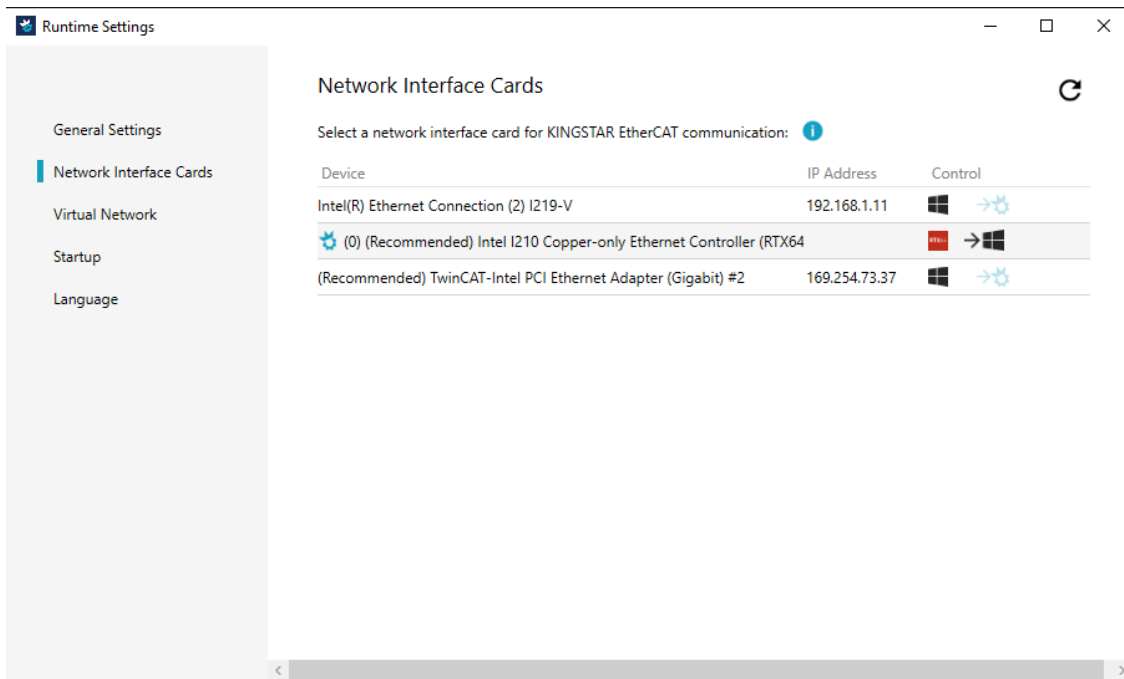 Runtime Settings
Network Interface Cards
General Settings
Select a network interface card for KINGSTAR EtherCAT communication:
Network Interface Cards
Device IP Address Control
Intel(R) Ethernet Connection (2) I219-V 192.168.1.11
Virtual Network
(0) (Recommended) Intel I210 Copper-only Ethernet Controller (RTX64
Startup
(Recommended) TwinCAT-Intel PCI Ethernet Adapter (Gigabit) #2 169.254.73.37
Language